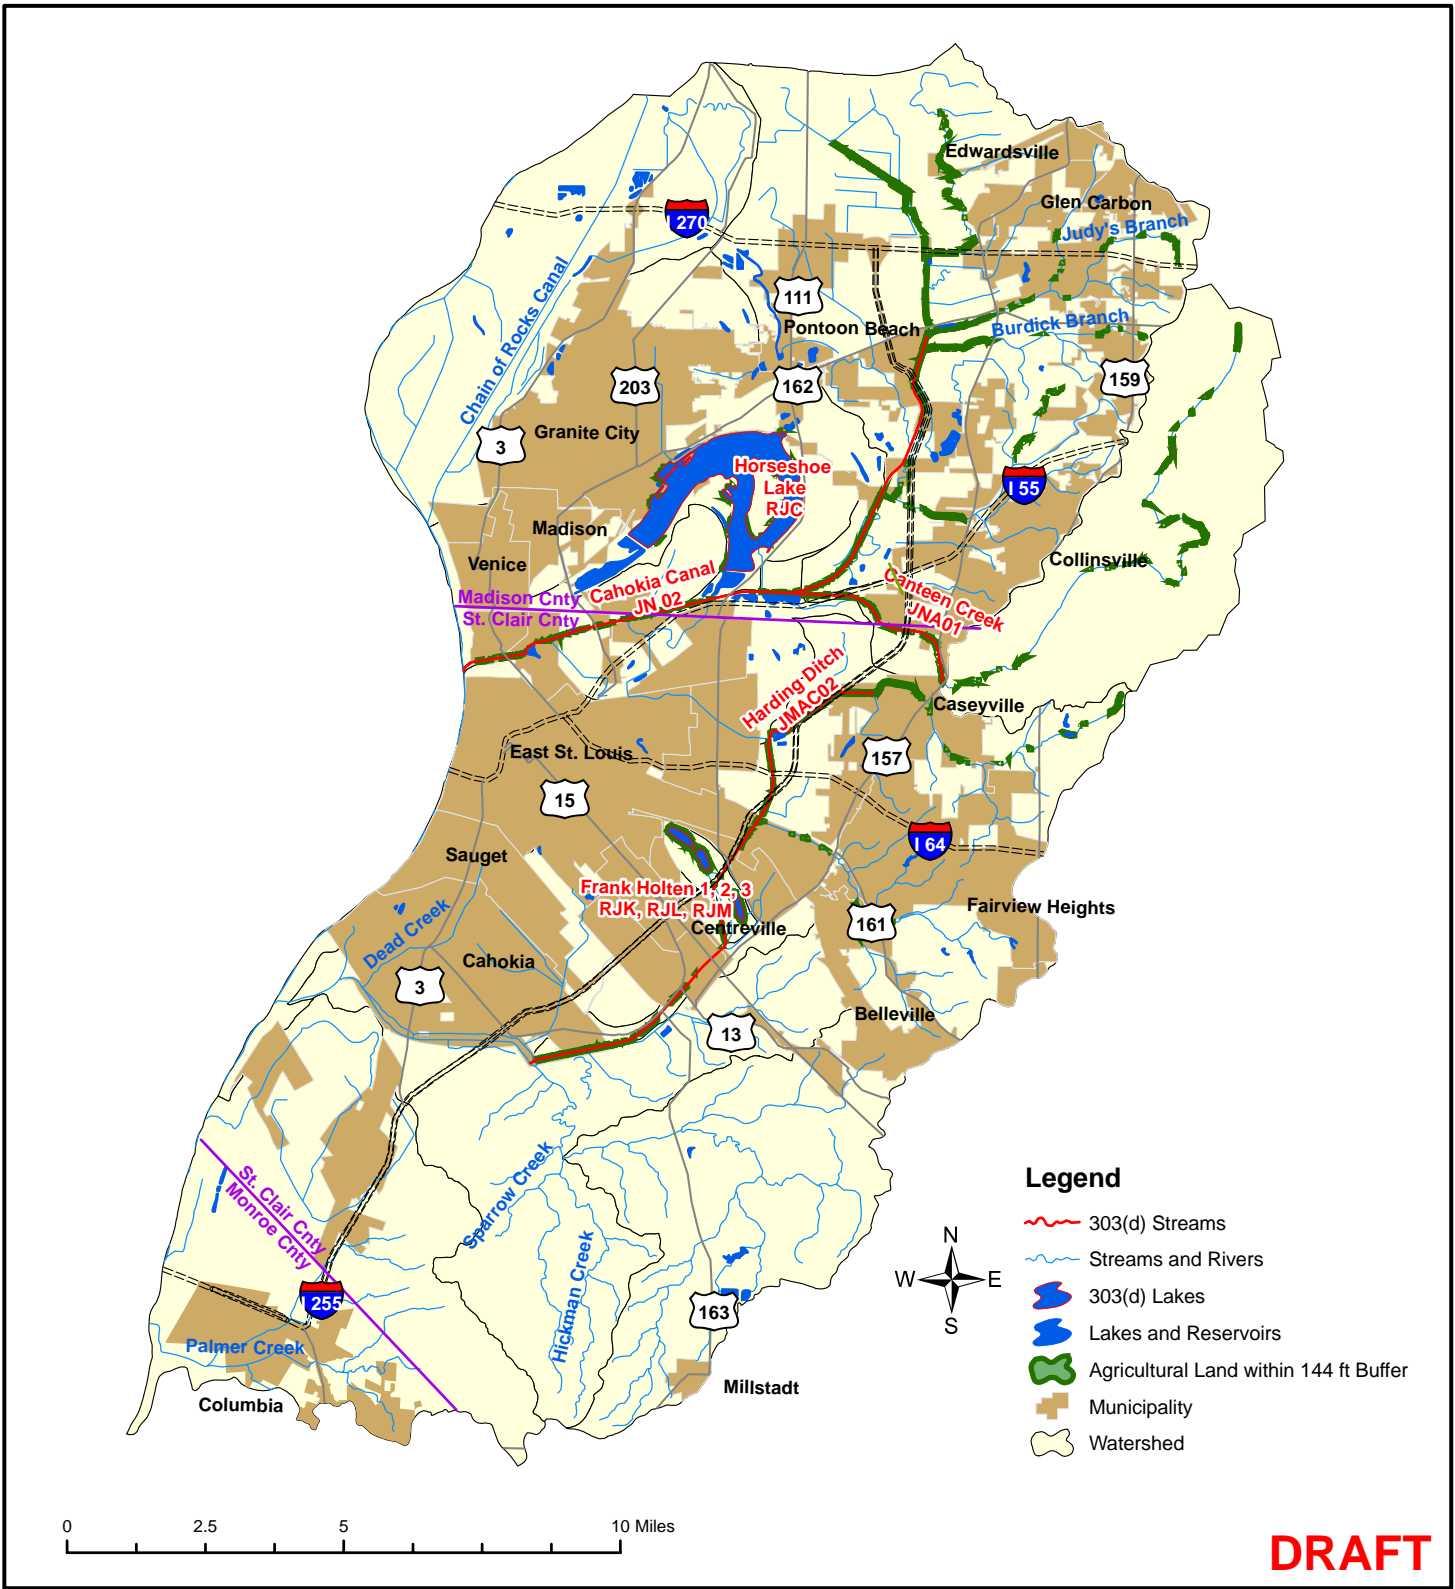 Edwardsville
Glen Carbon
Judy's Branch
I 270
Chain of Rocks Canal
111
Pontoon Beach
Burdick Branch
203
162
159
3
Granite City
Horseshoe
Lake
RJC
I 55
Madison
Venice
Collinsville
Cahokia Canal
JN 02
Canteen Creek
JNA01
Madison Cnty
St. Clair Cnty
Harding Ditch
JMAC02
Caseyville
East St. Louis
157
15
I 64
Sauget
Frank Holten 1, 2, 3
RJK, RJL, RJM
Centreville
161
Fairview Heights
Dead Creek
Cahokia
3
13
Belleville
Sparrow Creek
St. Clair Cnty
Monroe Cnty
Hickman Creek
I 255
163
Palmer Creek
Columbia
Millstadt
N
W
E
S
Legend
303(d) Streams
Streams and Rivers
303(d) Lakes
Lakes and Reservoirs
Agricultural Land within 144 ft Buffer
Municipality
Watershed
0 2.5 5 10 Miles
DRAFT